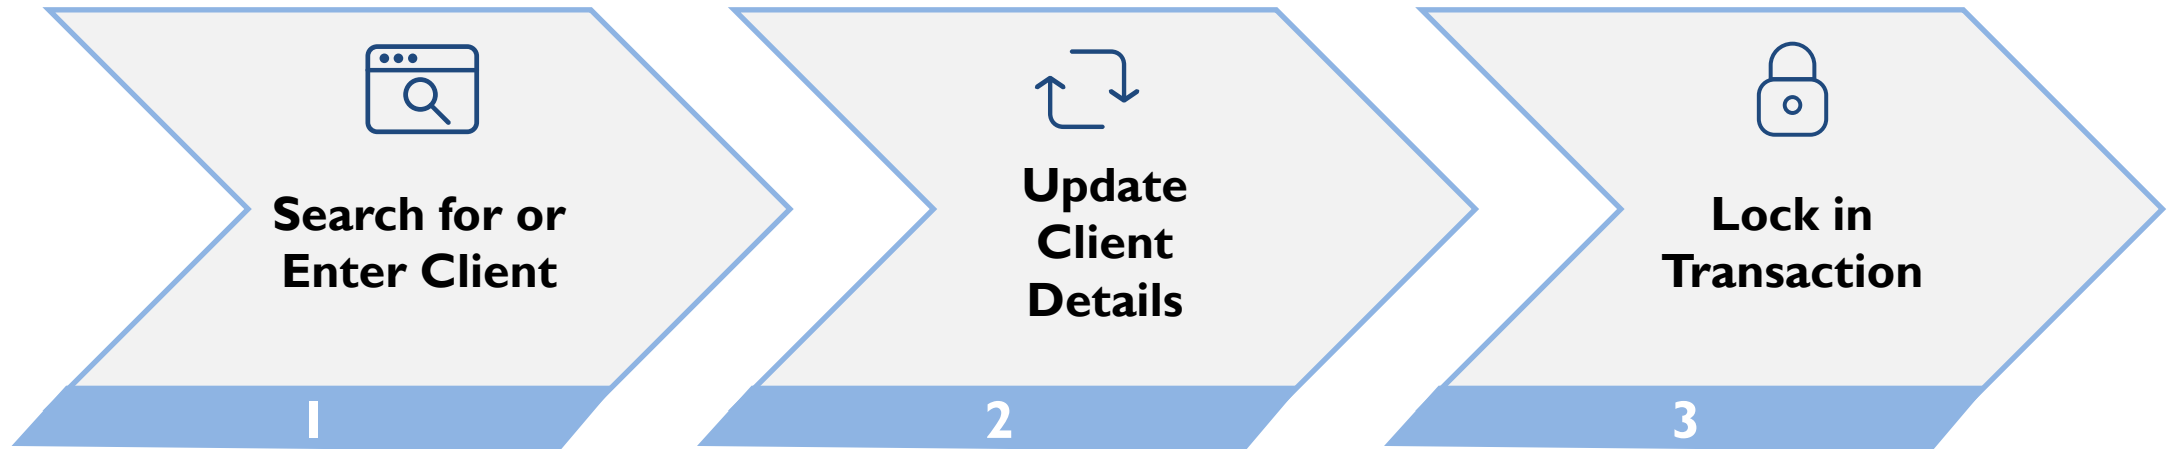 Search for or
Enter Client
1
Update
Client
Details
2
Lock in
Transaction
3